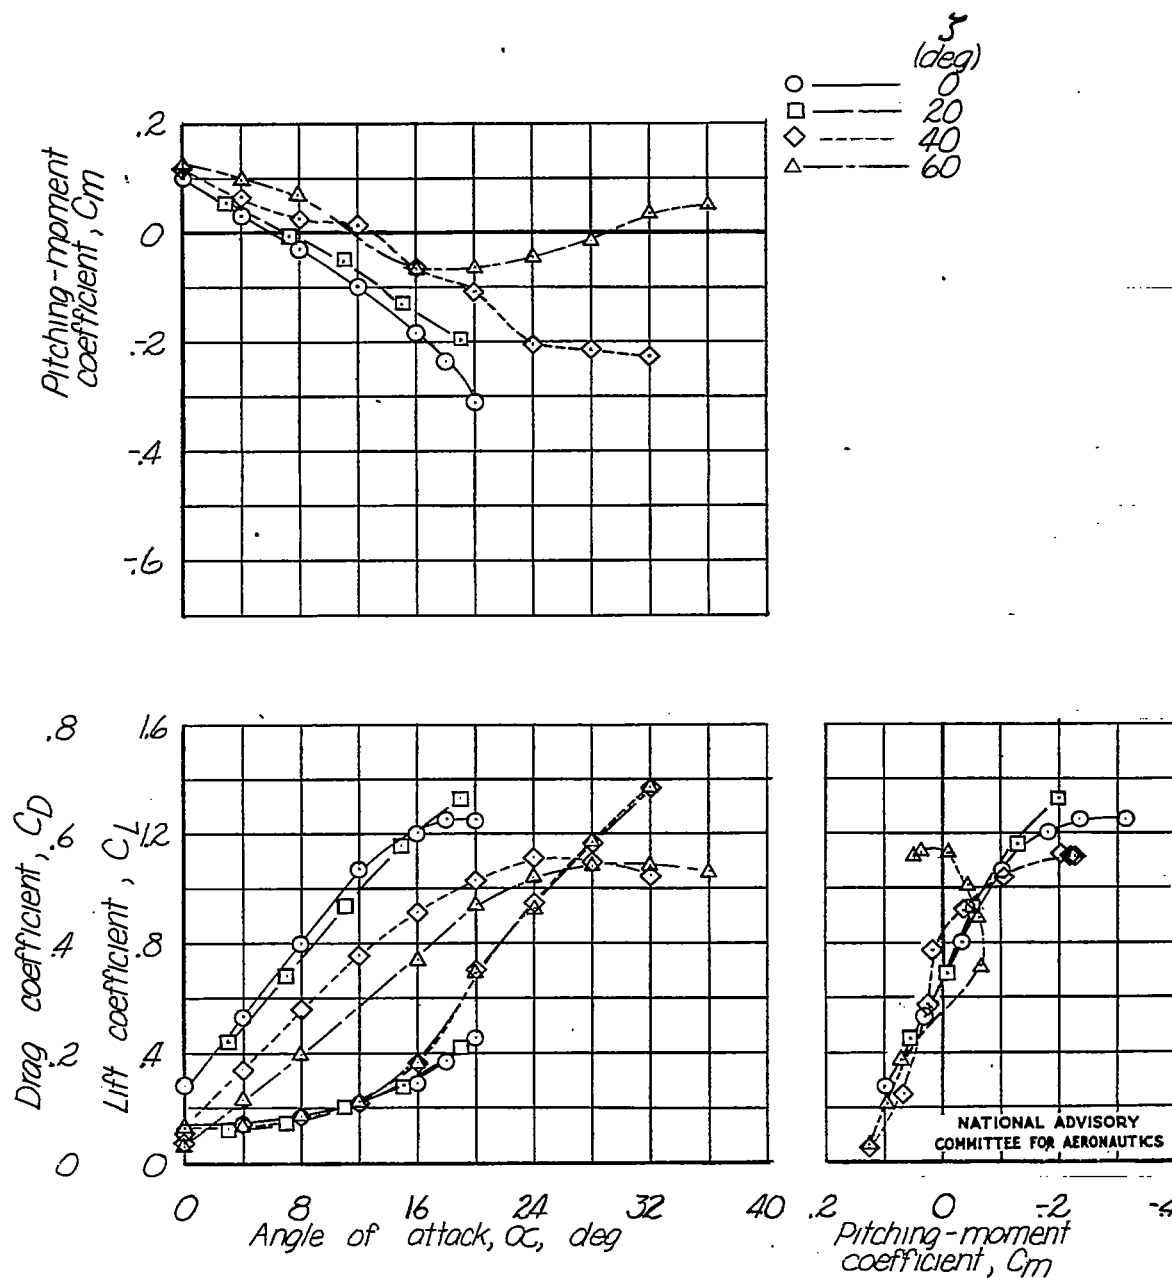 ζ
(deg)
0
20
40
60
Pitching-moment
coefficient, Cm
.2
0
-.2
-.4
-.6
Drag coefficient, CD
Lift coefficient, CL
.8 1.6
.6 1.2
.4 .8
.2 .4
0 0
0 8 16 24 32 40
Angle of attack, α, deg
NATIONAL ADVISORY
COMMITTEE FOR AERONAUTICS
.2 0 -.2 -.4
Pitching-moment
coefficient, Cm